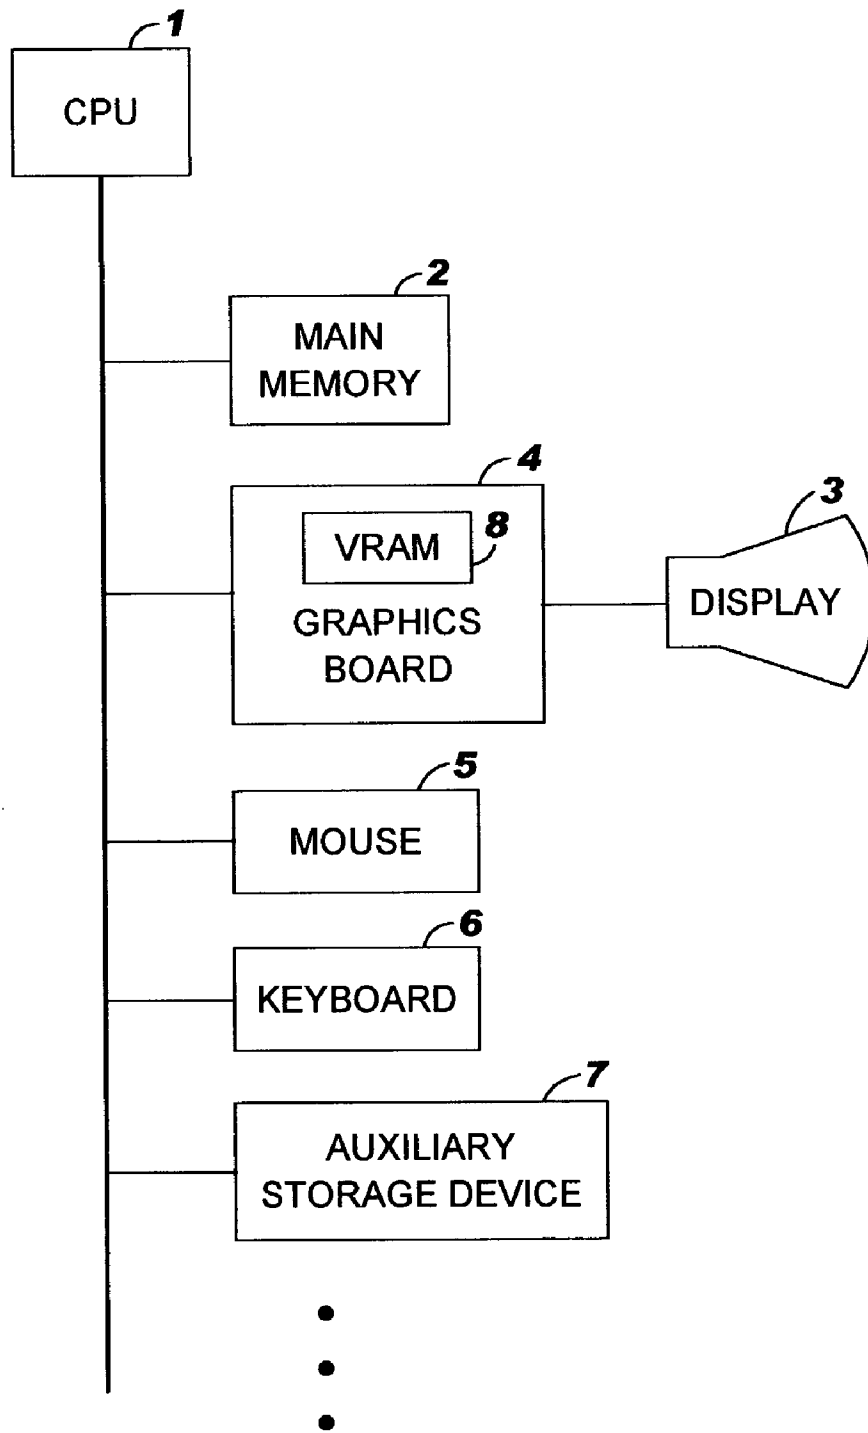 1
CPU
2
MAIN
MEMORY
4
3
8
VRAM
DISPLAY
GRAPHICS
BOARD
5
MOUSE
6
KEYBOARD
7
AUXILIARY
STORAGE DEVICE